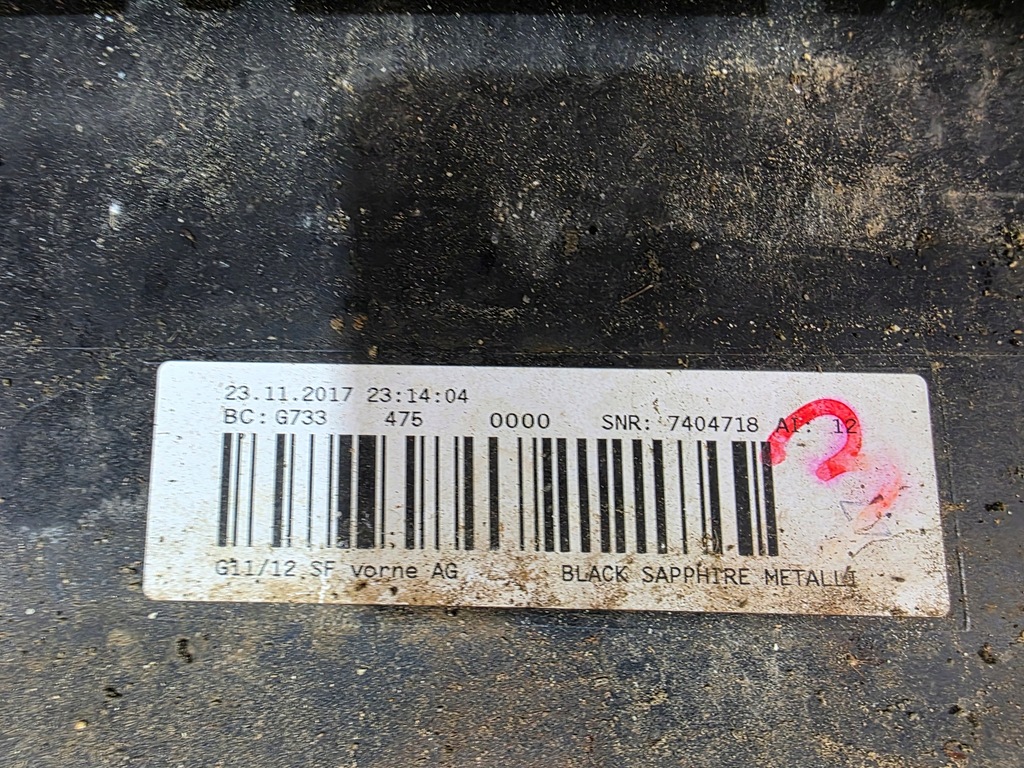 23.11.2017 23:14:04
BC: G733 475 0000 SNR: 7404718 AI: 12
G11/12 SF vorne AG BLACK SAPPHIRE METALLI